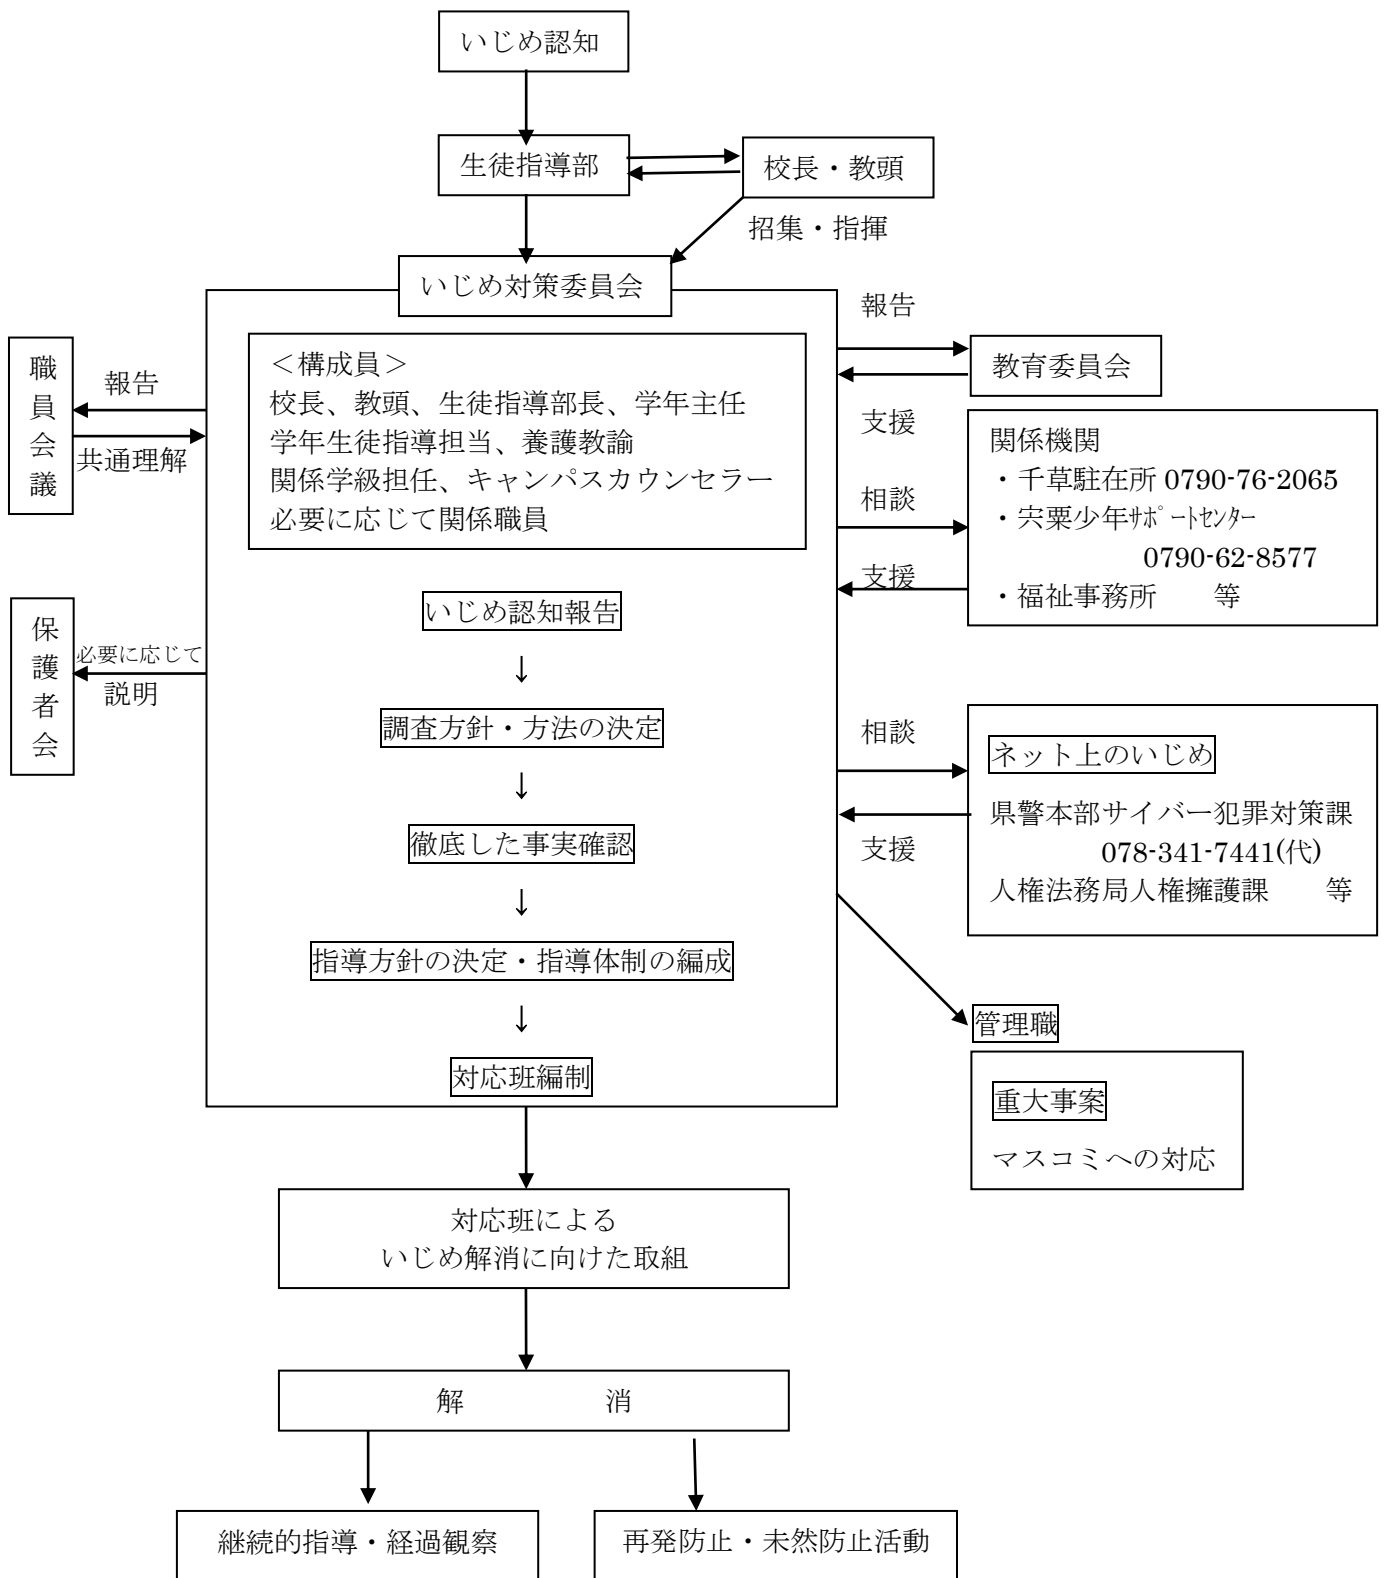 いじめ認知
生徒指導部
校長・教頭
招集・指揮
いじめ対策委員会
＜構成員＞
校長、教頭、生徒指導部長、学年主任
学年生徒指導担当、養護教諭
関係学級担任、キャンパスカウンセラー
必要に応じて関係職員
職員会議
報告
共通理解
保護者会
必要に応じて
説明
報告
支援
教育委員会
相談
支援
関係機関
・千草駐在所 0790-76-2065
・宍粟少年ｻﾎﾟｰﾄｾﾝﾀｰ
0790-62-8577
・福祉事務所　　等
いじめ認知報告
↓
調査方針・方法の決定
↓
徹底した事実確認
↓
指導方針の決定・指導体制の編成
↓
対応班編制
相談
支援
ネット上のいじめ
県警本部サイバー犯罪対策課
078-341-7441(代)
人権法務局人権擁護課　　等
管理職
重大事案
マスコミへの対応
対応班による
いじめ解消に向けた取組
解　　　　　消
継続的指導・経過観察
再発防止・未然防止活動